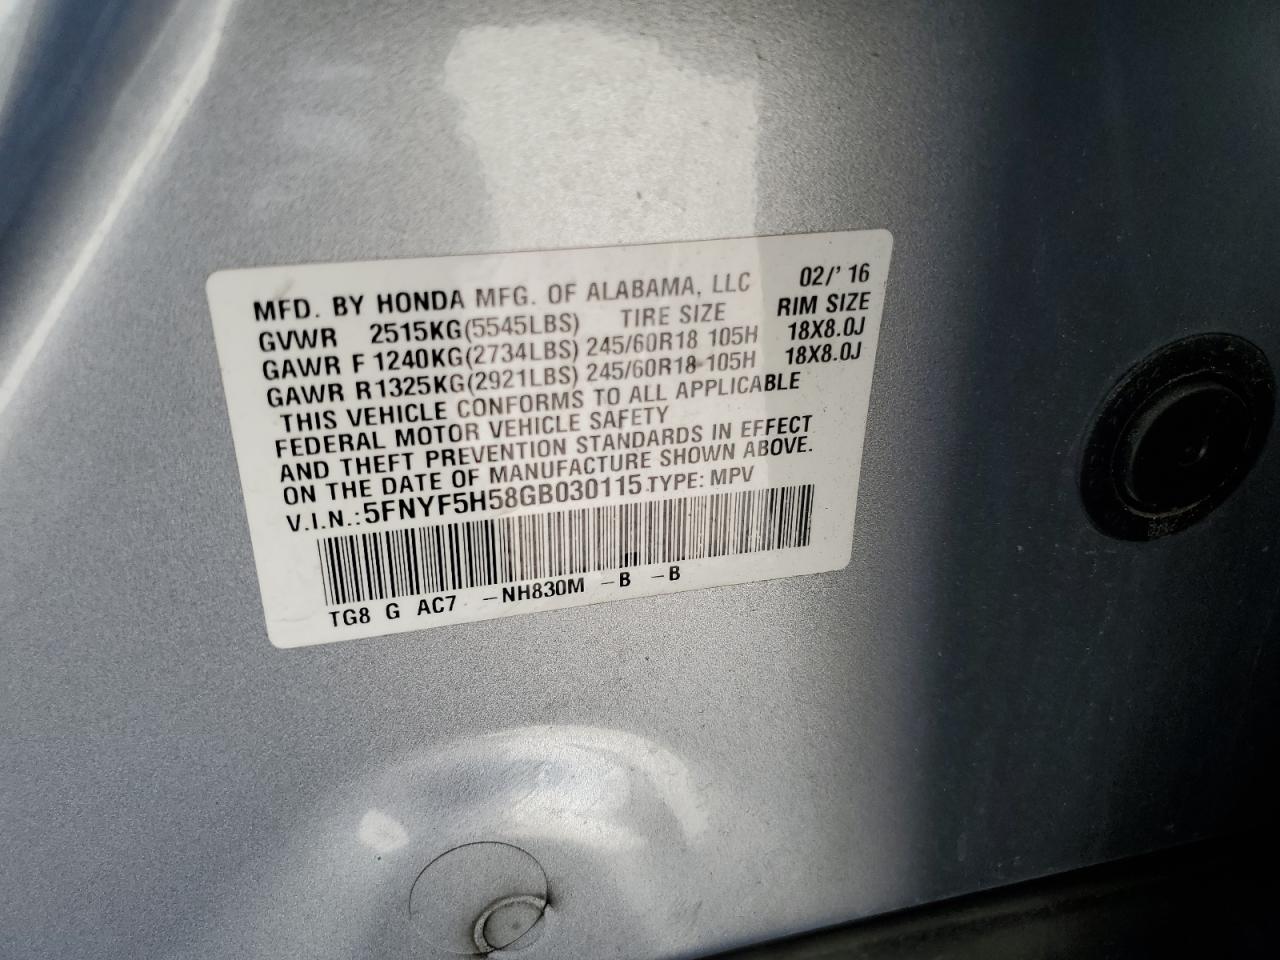 MFD. BY HONDA MFG. OF ALABAMA, LLC 02/' 16
GVWR 2515KG(5545LBS) TIRE SIZE RIM SIZE
GAWR F 1240KG(2734LBS) 245/60R18 105H 18X8.0J
GAWR R1325KG(2921LBS) 245/60R18 105H 18X8.0J
THIS VEHICLE CONFORMS TO ALL APPLICABLE
FEDERAL MOTOR VEHICLE SAFETY
AND THEFT PREVENTION STANDARDS IN EFFECT
ON THE DATE OF MANUFACTURE SHOWN ABOVE.
V.I.N.:5FNYF5H58GB030115 TYPE: MPV
TG8 G AC7 -NH830M -B -B